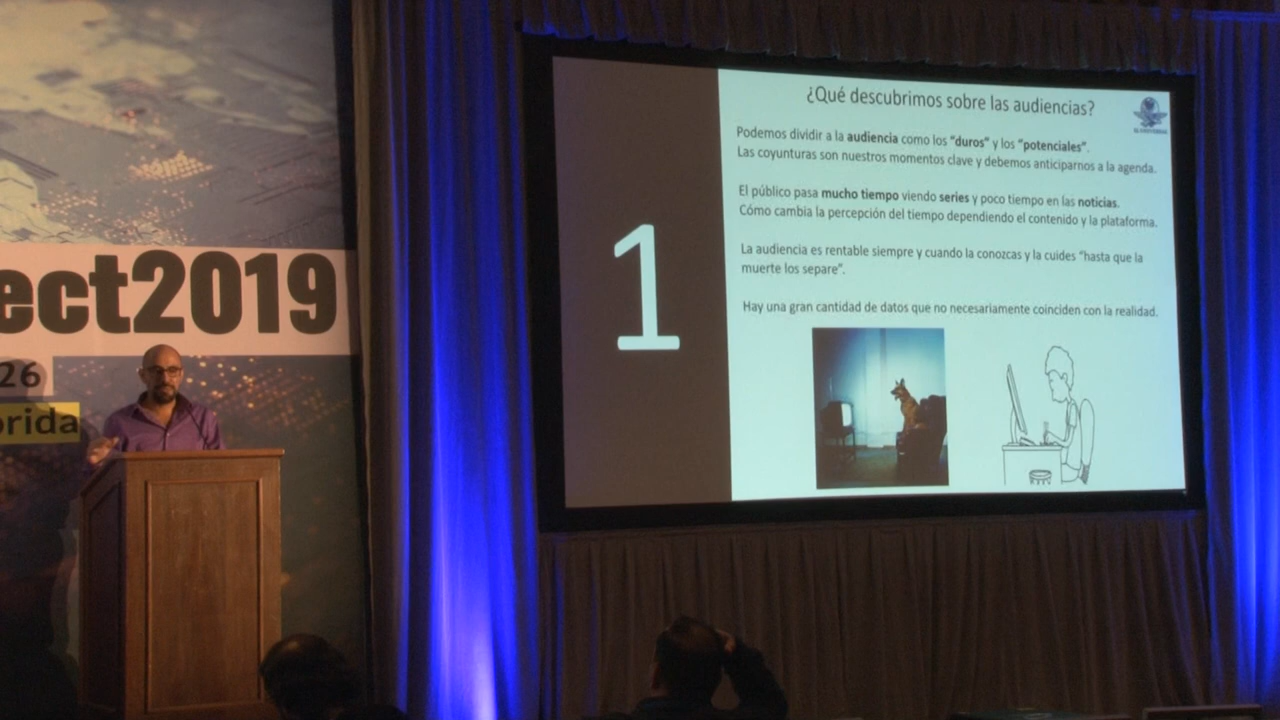 ect2019
26
orida
1
¿Qué descubrimos sobre las audiencias?
EL UNIVERSAL
Podemos dividir a la audiencia como los "duros" y los "potenciales".
Las coyunturas son nuestros momentos clave y debemos anticiparnos a la agenda.
El público pasa mucho tiempo viendo series y poco tiempo en las noticias.
Cómo cambia la percepción del tiempo dependiendo el contenido y la plataforma.
La audiencia es rentable siempre y cuando la conozcas y la cuides "hasta que la
muerte los separe".
Hay una gran cantidad de datos que no necesariamente coinciden con la realidad.